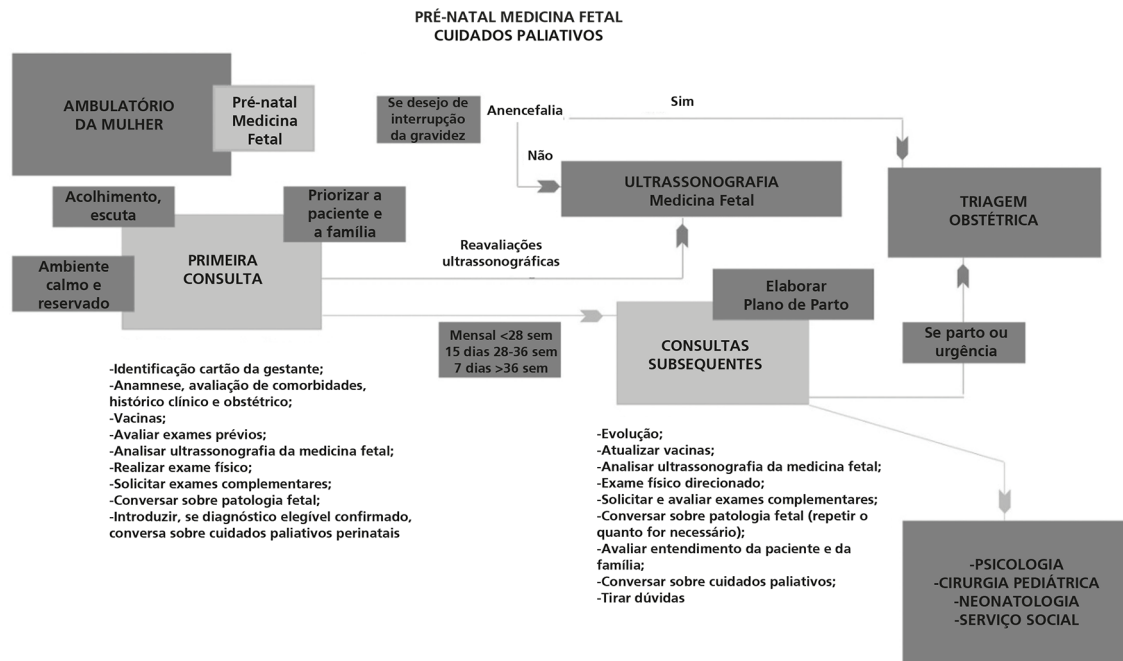 PRÉ-NATAL MEDICINA FETAL
CUIDADOS PALIATIVOS
AMBULATÓRIO
DA MULHER
Pré-natal
Medicina
Fetal
Se desejo de
interrupção
da gravidez
Anencefalia
Sim
Não
ULTRASSONOGRAFIA
Medicina Fetal
TRIAGEM
OBSTÉTRICA
Acolhimento,
escuta
Priorizar a
paciente e
a família
PRIMEIRA
CONSULTA
Ambiente
calmo e
reservado
Reavaliações
ultrassonográficas
Elaborar
Plano de Parto
Mensal <28 sem
15 dias 28-36 sem
7 dias >36 sem
CONSULTAS
SUBSEQUENTES
Se parto ou
urgência
-Identificação cartão da gestante;
-Anamnese, avaliação de comorbidades,
histórico clínico e obstétrico;
-Vacinas;
-Avaliar exames prévios;
-Analisar ultrassonografia da medicina fetal;
-Realizar exame físico;
-Solicitar exames complementares;
-Conversar sobre patologia fetal;
-Introduzir, se diagnóstico elegível confirmado,
conversa sobre cuidados paliativos perinatais
-Evolução;
-Atualizar vacinas;
-Analisar ultrassonografia da medicina fetal;
-Exame físico direcionado;
-Solicitar e avaliar exames complementares;
-Conversar sobre patologia fetal (repetir o
quanto for necessário);
-Avaliar entendimento da paciente e da
família;
-Conversar sobre cuidados paliativos;
-Tirar dúvidas
-PSICOLOGIA
-CIRURGIA PEDIÁTRICA
-NEONATOLOGIA
-SERVIÇO SOCIAL